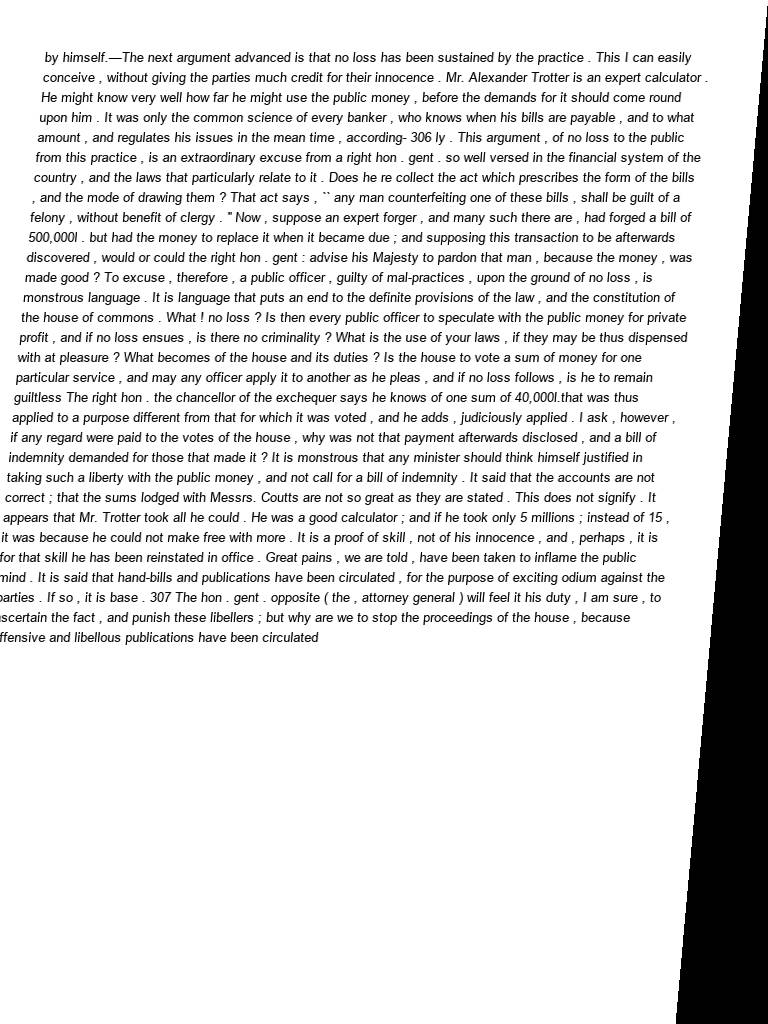 by himself.—The next argument advanced is that no loss has been sustained by the practice . This I can easily
conceive , without giving the parties much credit for their innocence . Mr. Alexander Trotter is an expert calculator .
He might know very well how far he might use the public money , before the demands for it should come round
upon him . It was only the common science of every banker , who knows when his bills are payable , and to what
amount , and regulates his issues in the mean time , according- 306 ly . This argument , of no loss to the public
from this practice , is an extraordinary excuse from a right hon . gent . so well versed in the financial system of the
country , and the laws that particularly relate to it . Does he re collect the act which prescribes the form of the bills
, and the mode of drawing them ? That act says , `` any man counterfeiting one of these bills , shall be guilt of a
felony , without benefit of clergy . " Now , suppose an expert forger , and many such there are , had forged a bill of
500,000l . but had the money to replace it when it became due ; and supposing this transaction to be afterwards
discovered , would or could the right hon . gent : advise his Majesty to pardon that man , because the money , was
made good ? To excuse , therefore , a public officer , guilty of mal-practices , upon the ground of no loss , is
monstrous language . It is language that puts an end to the definite provisions of the law , and the constitution of
the house of commons . What ! no loss ? Is then every public officer to speculate with the public money for private
profit , and if no loss ensues , is there no criminality ? What is the use of your laws , if they may be thus dispensed
with at pleasure ? What becomes of the house and its duties ? Is the house to vote a sum of money for one
particular service , and may any officer apply it to another as he pleas , and if no loss follows , is he to remain
guiltless The right hon . the chancellor of the exchequer says he knows of one sum of 40,000l.that was thus
applied to a purpose different from that for which it was voted , and he adds , judiciously applied . I ask , however ,
if any regard were paid to the votes of the house , why was not that payment afterwards disclosed , and a bill of
indemnity demanded for those that made it ? It is monstrous that any minister should think himself justified in
taking such a liberty with the public money , and not call for a bill of indemnity . It said that the accounts are not
correct ; that the sums lodged with Messrs. Coutts are not so great as they are stated . This does not signify . It
appears that Mr. Trotter took all he could . He was a good calculator ; and if he took only 5 millions ; instead of 15 ,
it was because he could not make free with more . It is a proof of skill , not of his innocence , and , perhaps , it is
for that skill he has been reinstated in office . Great pains , we are told , have been taken to inflame the public
mind . It is said that hand-bills and publications have been circulated , for the purpose of exciting odium against the
parties . If so , it is base . 307 The hon . gent . opposite ( the , attorney general ) will feel it his duty , I am sure , to
ascertain the fact , and punish these libellers ; but why are we to stop the proceedings of the house , because
ffensive and libellous publications have been circulated